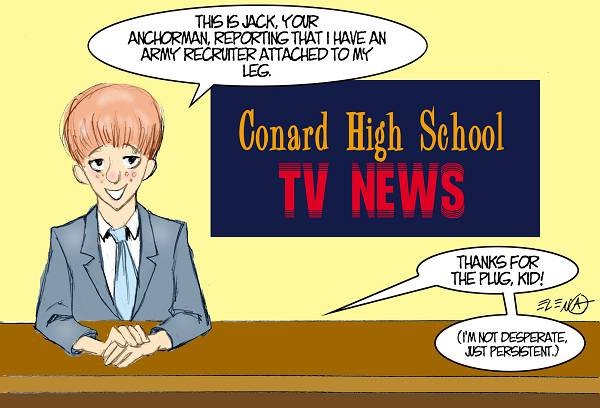 THIS IS JACK, YOUR
ANCHORMAN, REPORTING THAT I HAVE AN
ARMY RECRUITER ATTACHED TO MY
LEG.
Conard High School
TV NEWS
THANKS FOR
THE PLUG, KID!
ELENA
(I'M NOT DESPERATE,
JUST PERSISTENT.)